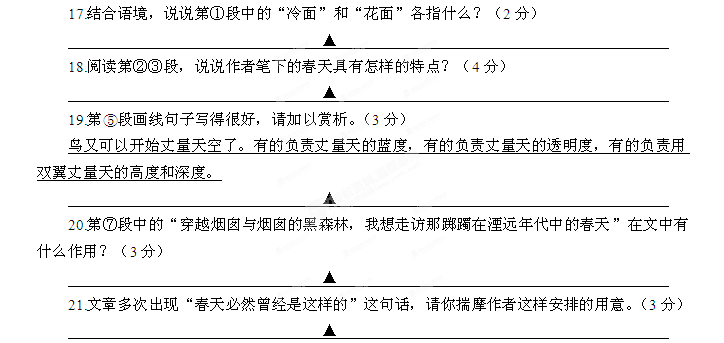 17.结合语境，说说第①段中的“冷面”和“花面”各指什么？（2 分）
▲
18.阅读第②③段，说说作者笔下的春天具有怎样的特点？（4 分）
▲
19.第⑤段画线句子写得很好，请加以赏析。（3 分）
鸟又可以开始丈量天空了。有的负责丈量天的蓝度，有的负责丈量天的透明度，有的负责用
双翼丈量天的高度和深度。
▲
20.第⑦段中的“穿越烟囱与烟囱的黑森林，我想走访那踯躅在湮远年代中的春天”在文中有
什么作用？（3 分）
▲
21.文章多次出现“春天必然曾经是这样的”这句话，请你揣摩作者这样安排的用意。（3 分）
▲